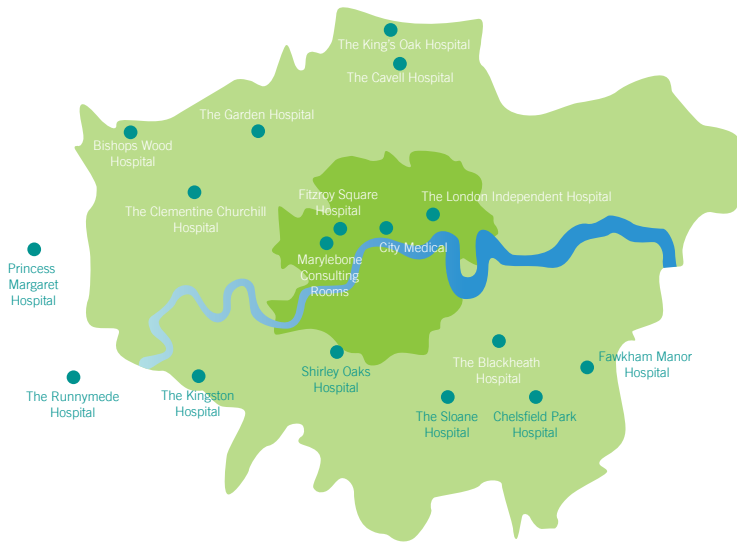 The King's Oak Hospital
The Cavell Hospital
The Garden Hospital
Bishops Wood
Hospital
The Clementine Churchill
Hospital
Fitzroy Square
Hospital
The London Independent Hospital
City Medical
Marylebone
Consulting
Rooms
Princess
Margaret
Hospital
The Runnymede
Hospital
The Kingston
Hospital
Shirley Oaks
Hospital
The Blackheath
Hospital
Fawkham Manor
Hospital
The Sloane
Hospital
Chelsfield Park
Hospital